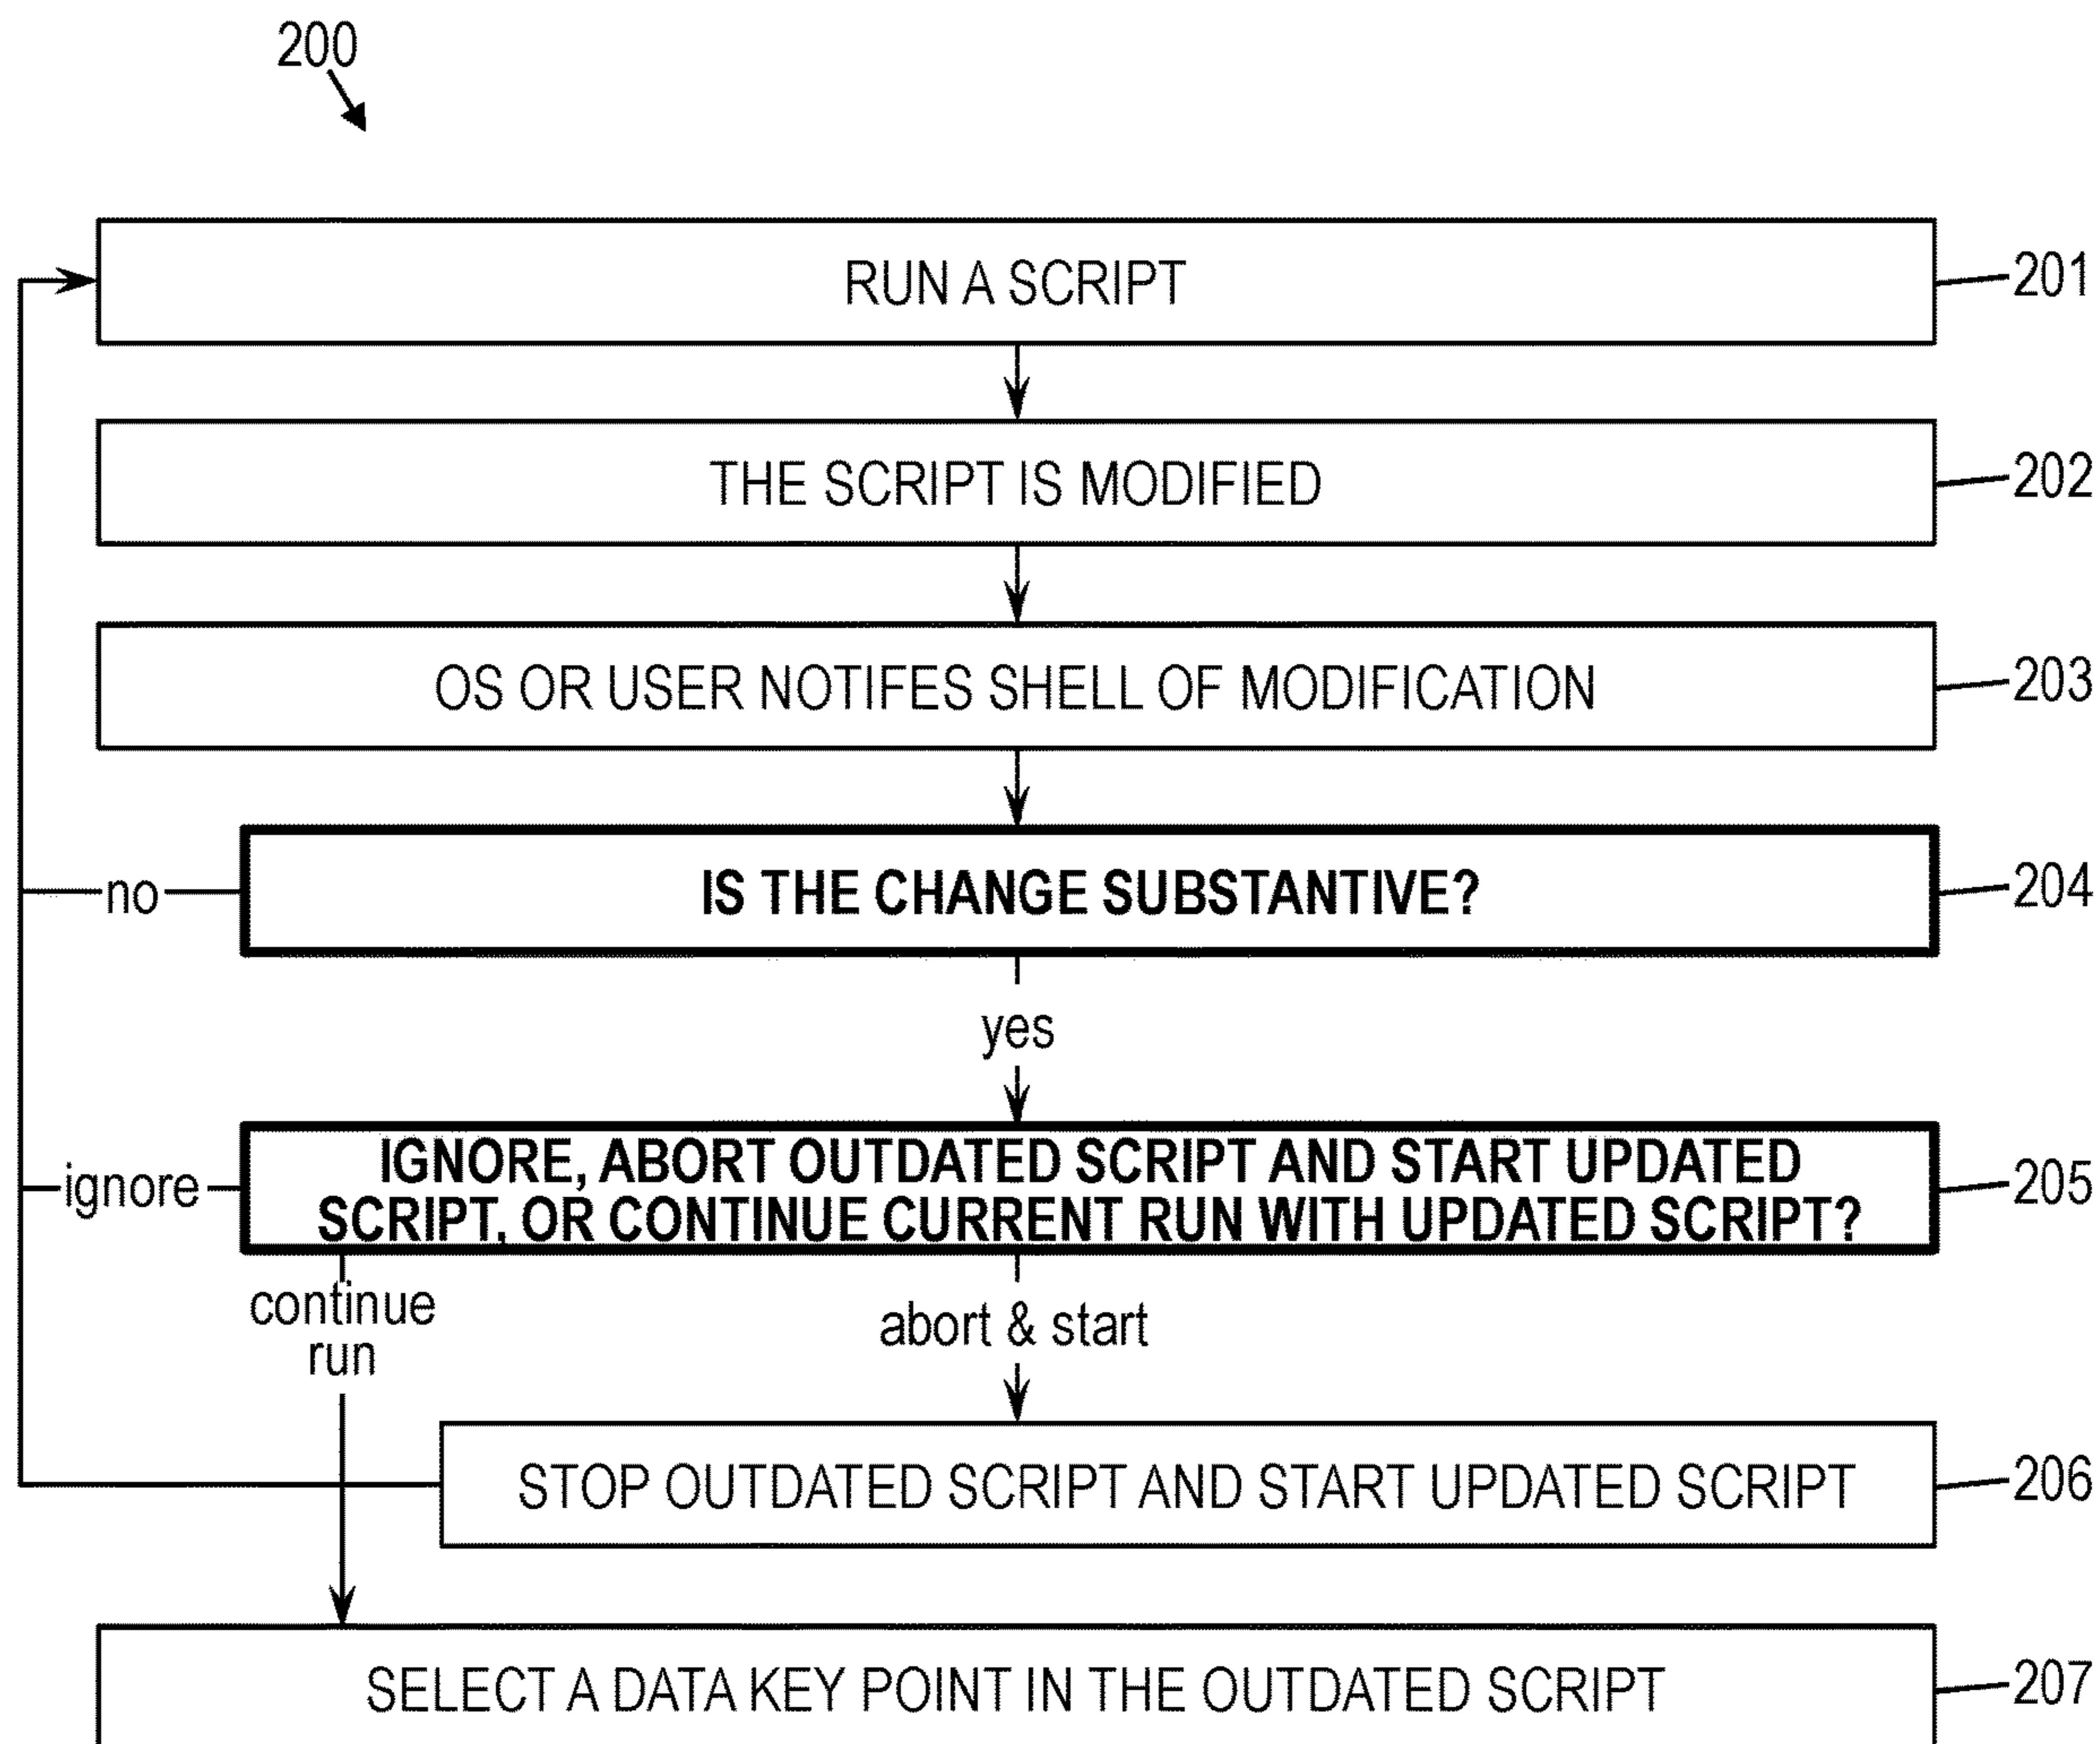 200
RUN A SCRIPT
201
THE SCRIPT IS MODIFIED
202
OS OR USER NOTIFES SHELL OF MODIFICATION
203
no
IS THE CHANGE SUBSTANTIVE?
204
yes
ignore
IGNORE, ABORT OUTDATED SCRIPT AND START UPDATED
SCRIPT, OR CONTINUE CURRENT RUN WITH UPDATED SCRIPT?
205
continue
run
abort & start
STOP OUTDATED SCRIPT AND START UPDATED SCRIPT
206
SELECT A DATA KEY POINT IN THE OUTDATED SCRIPT
207